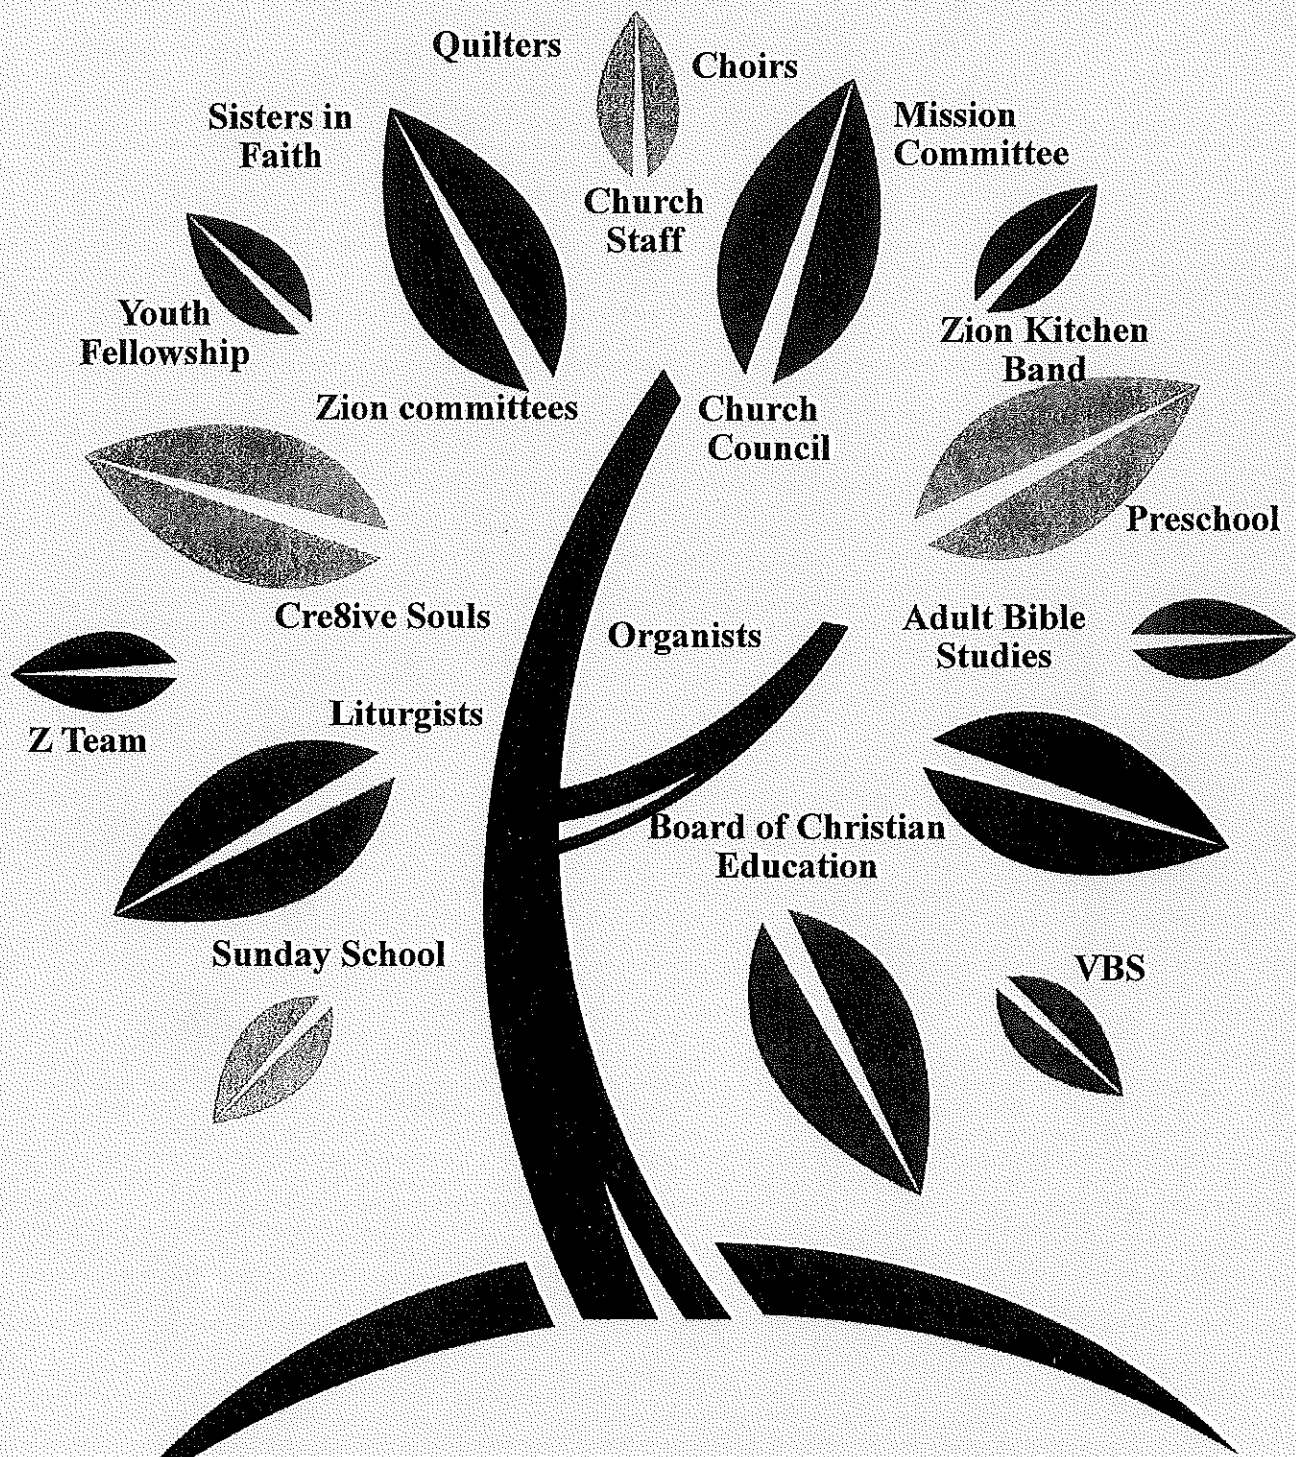 Quilters
Choirs
Sisters in
Faith
Mission
Committee
Church
Staff
Youth
Fellowship
Zion Kitchen
Band
Zion committees
Church
Council
Preschool
Cre8ive Souls
Organists
Adult Bible
Studies
Liturgists
Z Team
Board of Christian
Education
Sunday School
VBS